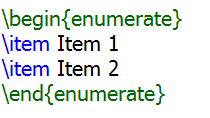 \begin{enumerate}
\item Item 1
\item Item 2
\end{enumerate}